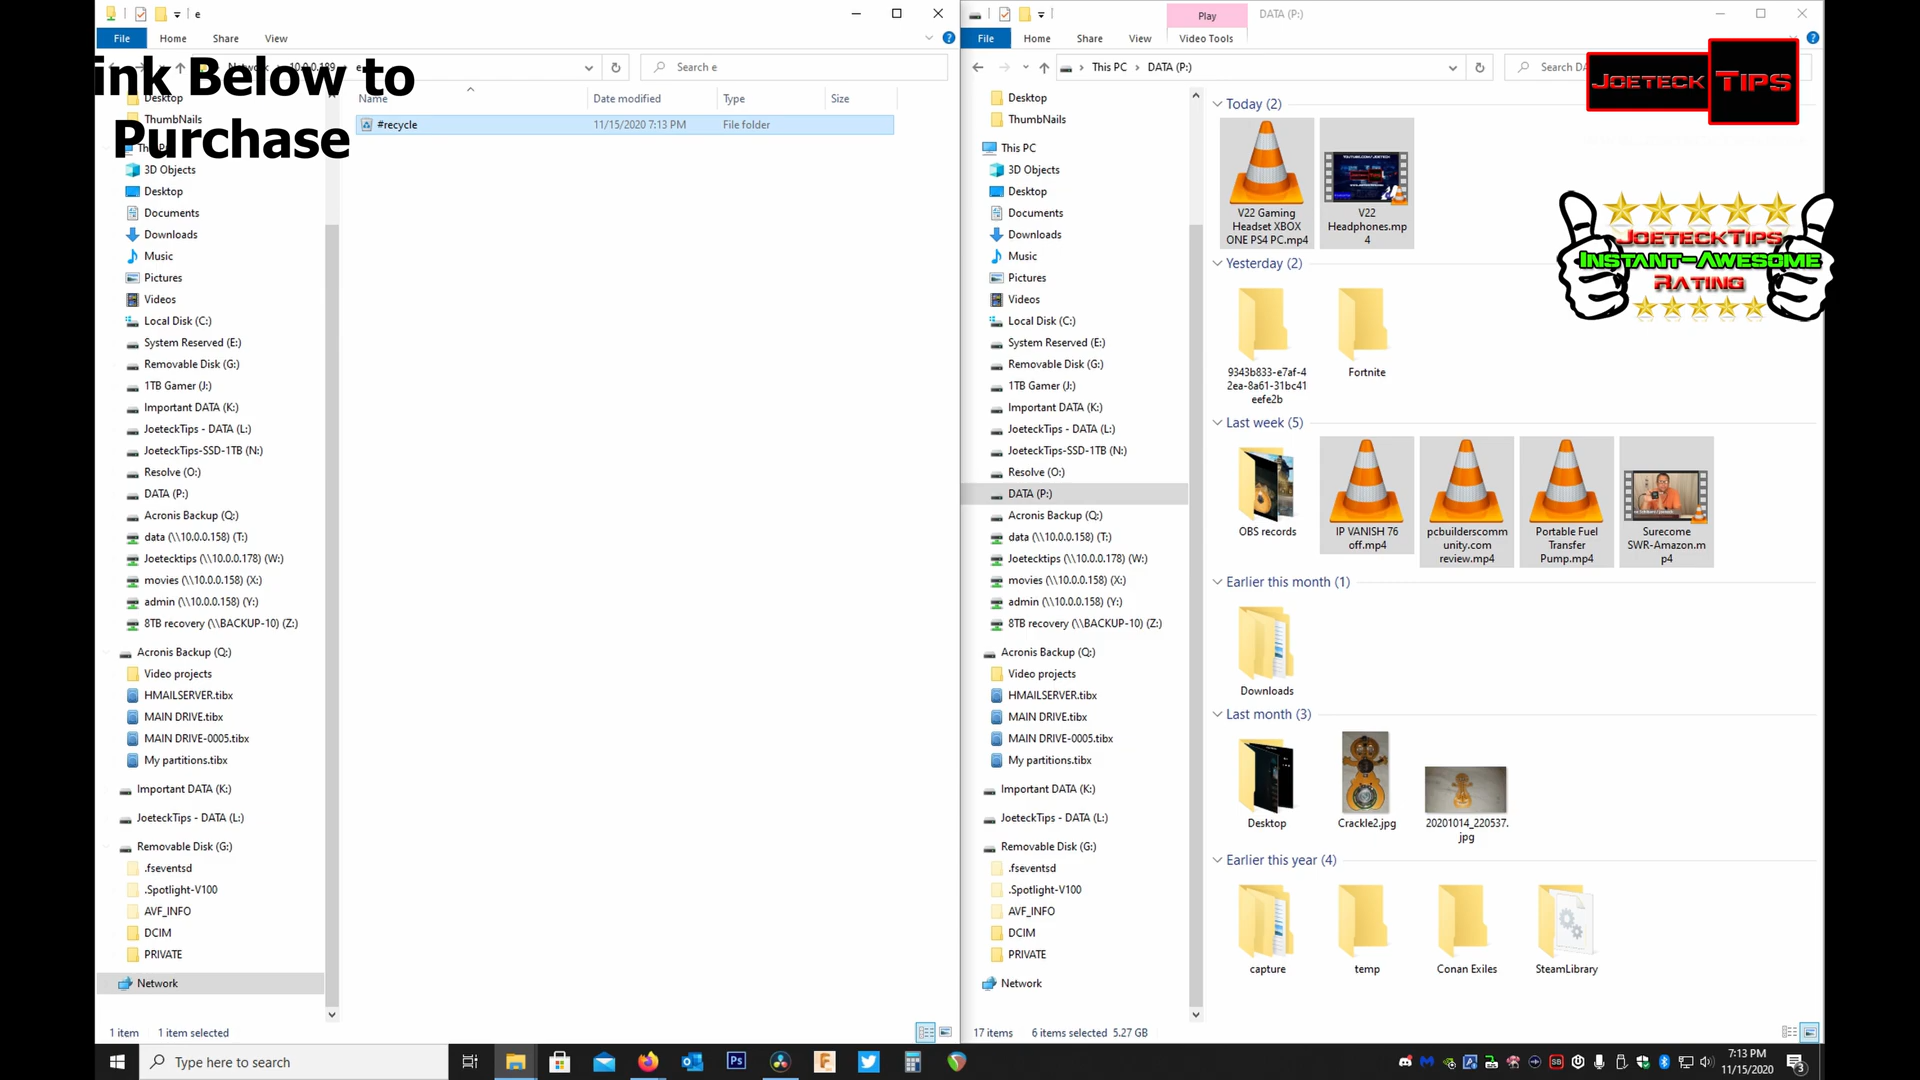 e
File
Home
Share
View
ink Below to
Purchase
Search e
Name
Date modified
Type
Size
#recycle
11/15/2020 7:13 PM
File folder
Desktop
ThumbNails
3D Objects
Desktop
Documents
Downloads
Music
Pictures
Videos
Local Disk (C:)
System Reserved (E:)
Removable Disk (G:)
1TB Gamer (J:)
Important DATA (K:)
JoeteckTips - DATA (L:)
JoeteckTips-SSD-1TB (N:)
Resolve (O:)
DATA (P:)
Acronis Backup (Q:)
data (\\10.0.0.158) (T:)
Joetecktips (\\10.0.0.178) (W:)
movies (\\10.0.0.158) (X:)
admin (\\10.0.0.158) (Y:)
8TB recovery (\\BACKUP-10) (Z:)
Acronis Backup (Q:)
Video projects
HMAILSERVER.tibx
MAIN DRIVE.tibx
MAIN DRIVE-0005.tibx
My partitions.tibx
Important DATA (K:)
JoeteckTips - DATA (L:)
Removable Disk (G:)
.fseventsd
.Spotlight-V100
AVF_INFO
DCIM
PRIVATE
Network
1 item
1 item selected
Play
DATA (P:)
File
Home
Share
View
Video Tools
This PC
DATA (P:)
Search DA
JOETECK TIPS
Desktop
ThumbNails
This PC
3D Objects
Desktop
Documents
Downloads
Music
Pictures
Videos
Local Disk (C:)
System Reserved (E:)
Removable Disk (G:)
1TB Gamer (J:)
Important DATA (K:)
JoeteckTips - DATA (L:)
JoeteckTips-SSD-1TB (N:)
Resolve (O:)
DATA (P:)
Acronis Backup (Q:)
data (\\10.0.0.158) (T:)
Joetecktips (\\10.0.0.178) (W:)
movies (\\10.0.0.158) (X:)
admin (\\10.0.0.158) (Y:)
8TB recovery (\\BACKUP-10) (Z:)
Acronis Backup (Q:)
Video projects
HMAILSERVER.tibx
MAIN DRIVE.tibx
MAIN DRIVE-0005.tibx
My partitions.tibx
Important DATA (K:)
JoeteckTips - DATA (L:)
Removable Disk (G:)
.fseventsd
.Spotlight-V100
AVF_INFO
DCIM
PRIVATE
Network
Today (2)
V22 Gaming
Headset XBOX
ONE PS4 PC.mp4
V22
Headphones.mp
4
JOETECKTIPS
INSTANT-AWESOME
RATING
Yesterday (2)
9343b833-e7af-4
2ea-8a61-31bc41
eefe2b
Fortnite
Last week (5)
OBS records
IP VANISH 76
off.mp4
pcbuilderscomm
unity.com
review.mp4
Portable Fuel
Transfer
Pump.mp4
Surecome
SWR-Amazon.m
p4
Earlier this month (1)
Downloads
Last month (3)
Desktop
Crackle2.jpg
20201014_220537.
jpg
Earlier this year (4)
capture
temp
Conan Exiles
SteamLibrary
17 items
6 items selected 5.27 GB
Type here to search
Ps
7:13 PM
11/15/2020
3